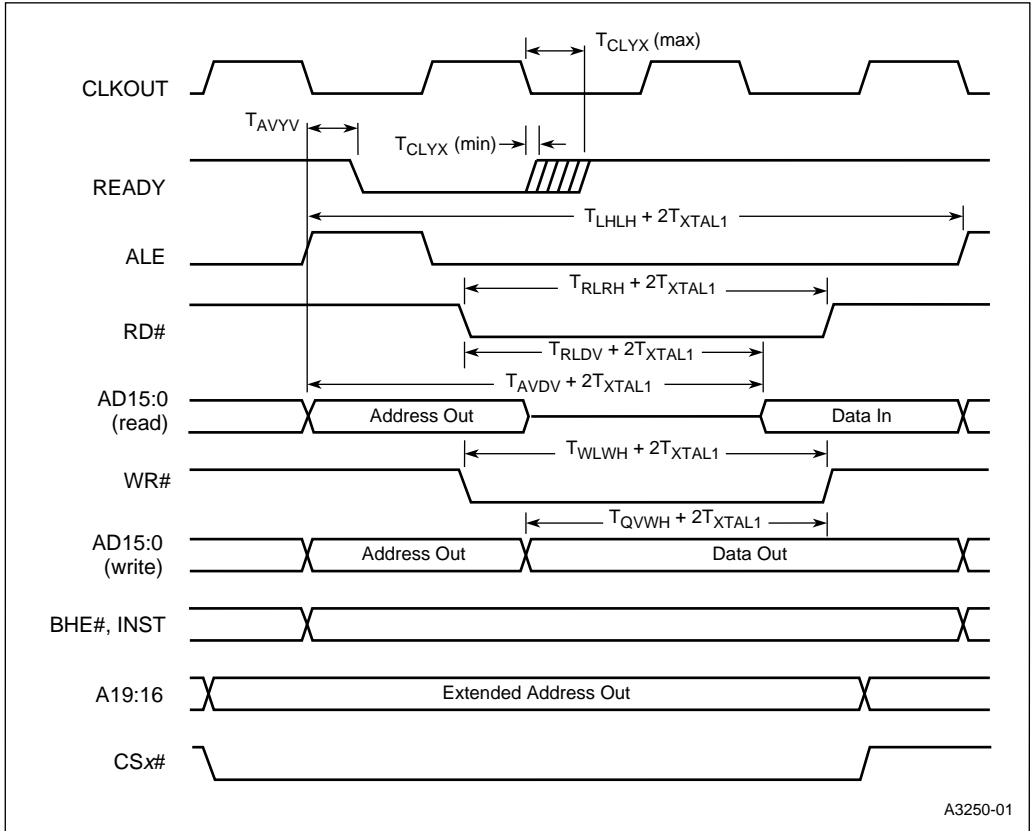 T_CLYX (max)
CLKOUT
T_AVYV
T_CLYX (min)
READY
T_LHLH + 2T_XTAL1
ALE
T_RLRH + 2T_XTAL1
RD#
T_RLDV + 2T_XTAL1
T_AVDV + 2T_XTAL1
AD15:0
(read)
Address Out
Data In
T_WLWH + 2T_XTAL1
WR#
T_QVWH + 2T_XTAL1
AD15:0
(write)
Address Out
Data Out
BHE#, INST
A19:16
Extended Address Out
CSx#
A3250-01